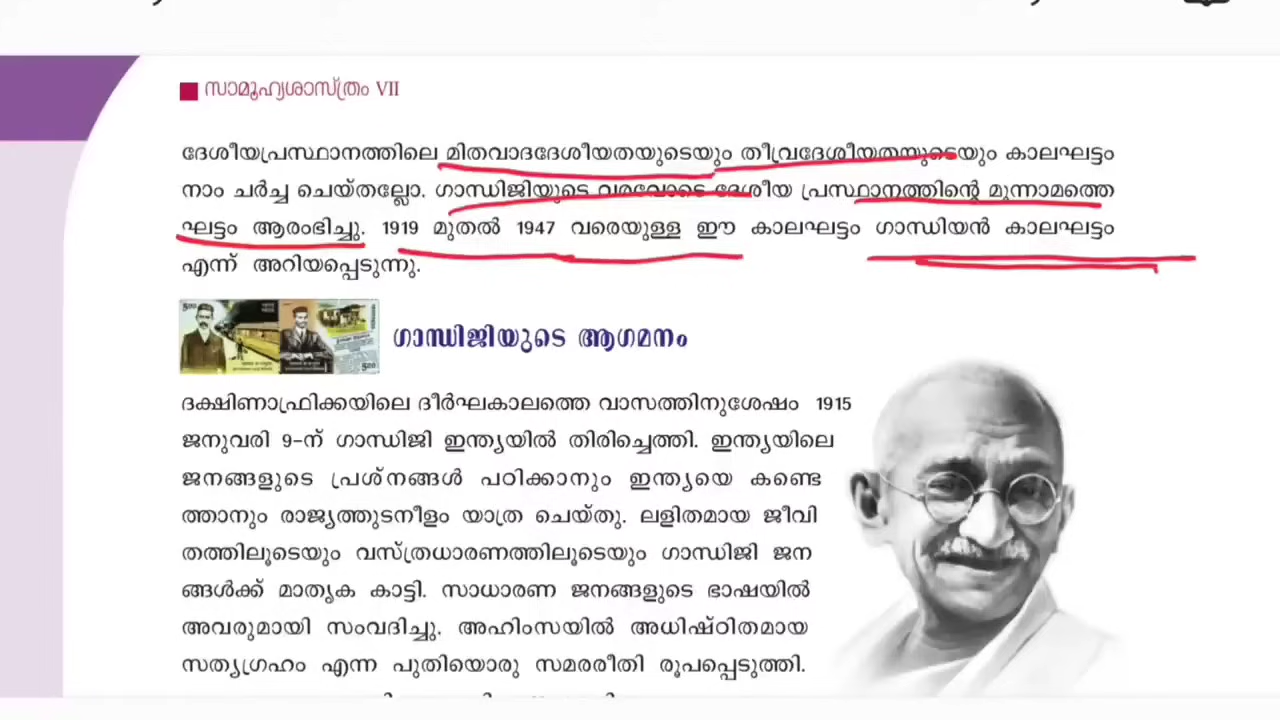 സാമൂഹ്യശാസ്ത്രം VII
ദേശീയപ്രസ്ഥാനത്തിലെ മിതവാദദേശീയതയുടെയും തീവ്രദേശീയതയുടെയും കാലഘട്ടം
നാം ചർച്ച ചെയ്തല്ലോ. ഗാന്ധിജിയുടെ വരവോടെ ദേശീയ പ്രസ്ഥാനത്തിന്റെ മൂന്നാമത്തെ
ഘട്ടം ആരംഭിച്ചു. 1919 മുതൽ 1947 വരെയുള്ള ഈ കാലഘട്ടം ഗാന്ധിയൻ കാലഘട്ടം
എന്ന് അറിയപ്പെടുന്നു.
ഗാന്ധിജിയുടെ ആഗമനം
ദക്ഷിണാഫ്രിക്കയിലെ ദീർഘകാലത്തെ വാസത്തിനുശേഷം 1915
ജനുവരി 9-ന് ഗാന്ധിജി ഇന്ത്യയിൽ തിരിച്ചെത്തി. ഇന്ത്യയിലെ
ജനങ്ങളുടെ പ്രശ്നങ്ങൾ പഠിക്കാനും ഇന്ത്യയെ കണ്ടെ
ത്താനും രാജ്യത്തുടനീളം യാത്ര ചെയ്തു. ലളിതമായ ജീവി
തത്തിലൂടെയും വസ്ത്രധാരണത്തിലൂടെയും ഗാന്ധിജി ജന
ങ്ങൾക്ക് മാതൃക കാട്ടി. സാധാരണ ജനങ്ങളുടെ ഭാഷയിൽ
അവരുമായി സംവദിച്ചു. അഹിംസയിൽ അധിഷ്ഠിതമായ
സത്യഗ്രഹം എന്ന പുതിയൊരു സമരരീതി രൂപപ്പെടുത്തി.